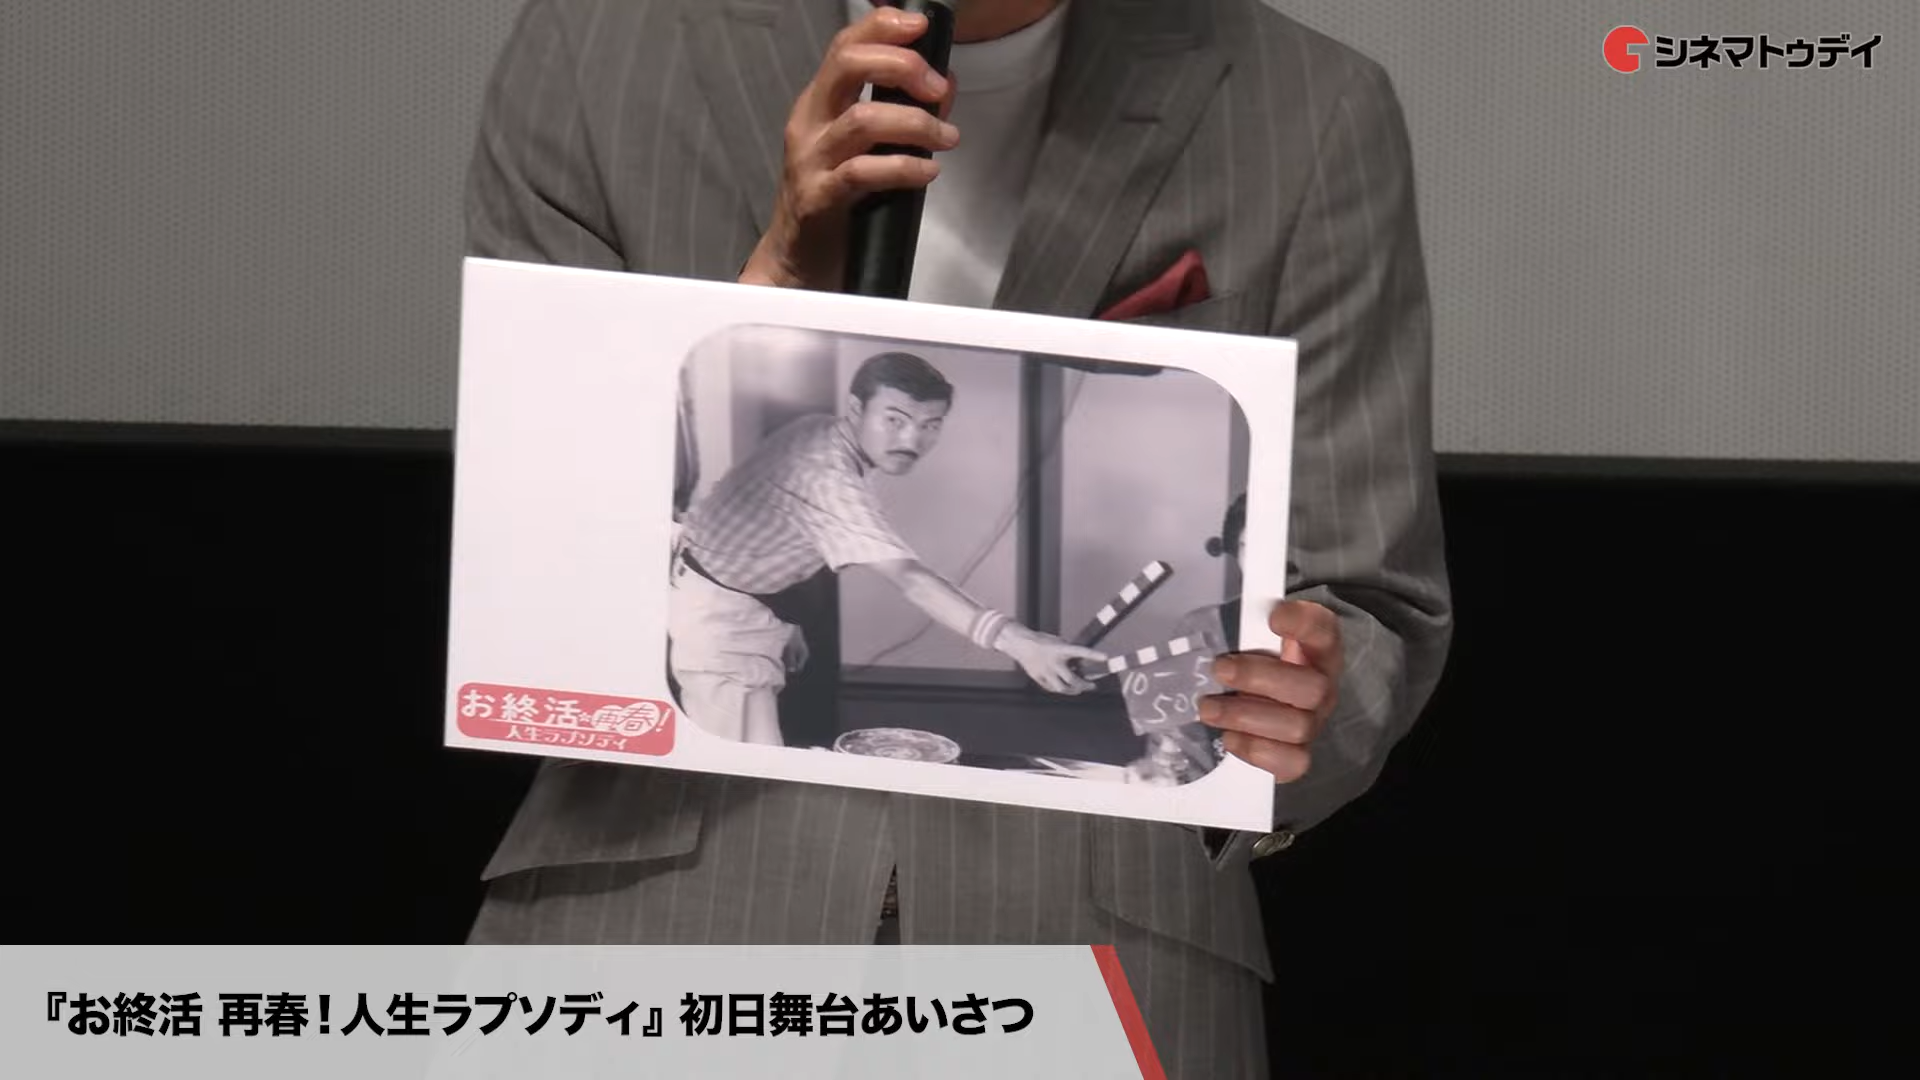 シネマトゥデイ
お終活 再春!
人生ラプソディ
10-5
『お終活 再春！人生ラプソディ』初日舞台あいさつ